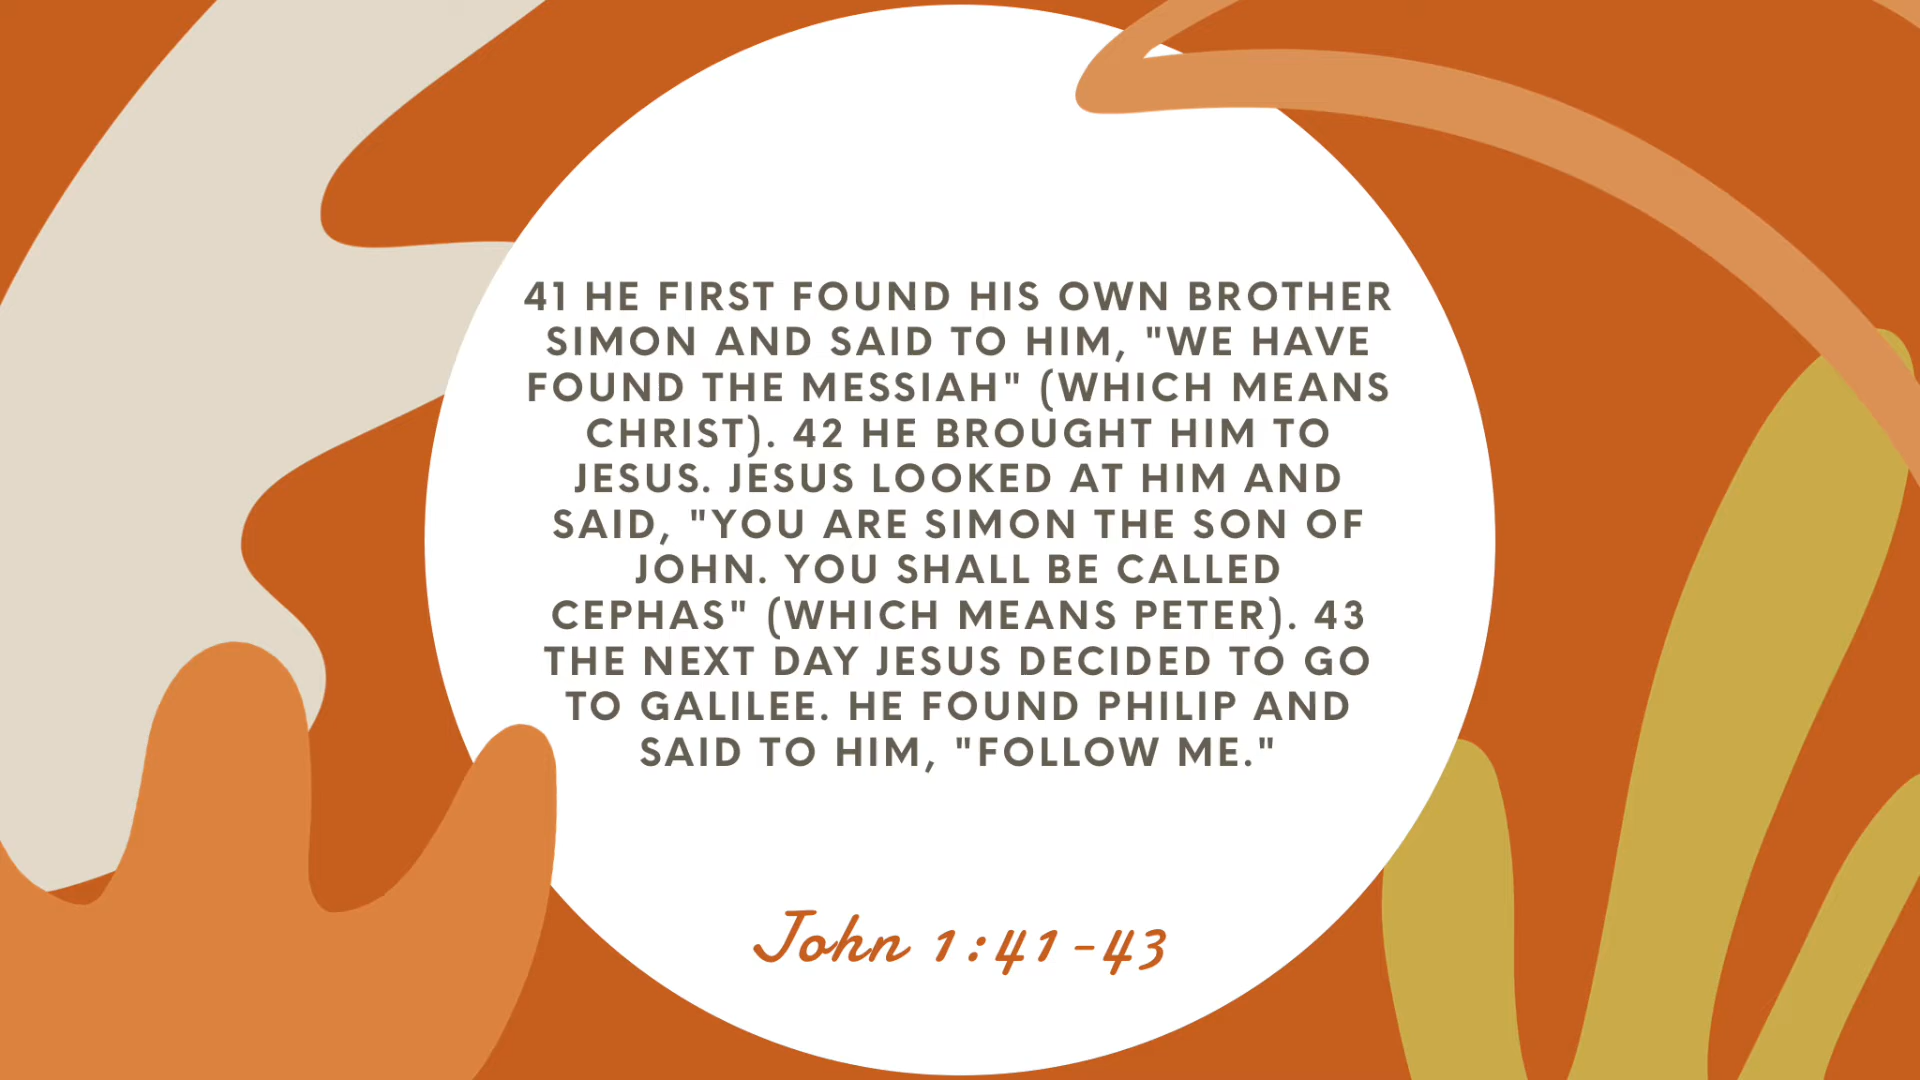 41 HE FIRST FOUND HIS OWN BROTHER
SIMON AND SAID TO HIM, "WE HAVE
FOUND THE MESSIAH" (WHICH MEANS
CHRIST). 42 HE BROUGHT HIM TO
JESUS. JESUS LOOKED AT HIM AND
SAID, "YOU ARE SIMON THE SON OF
JOHN. YOU SHALL BE CALLED
CEPHAS" (WHICH MEANS PETER). 43
THE NEXT DAY JESUS DECIDED TO GO
TO GALILEE. HE FOUND PHILIP AND
SAID TO HIM, "FOLLOW ME."
John 1:41-43